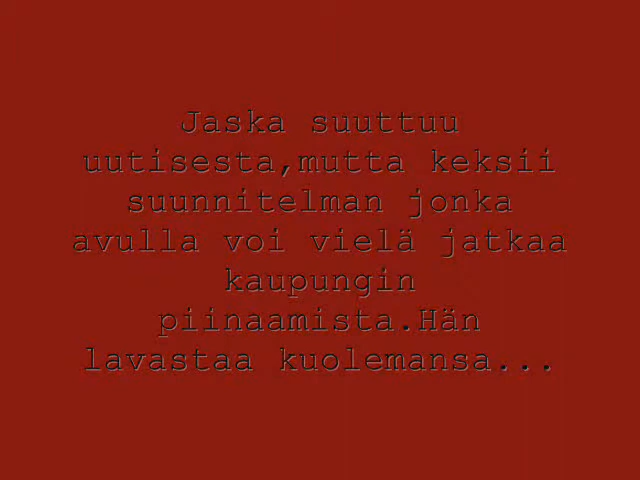 Jaska suuttuu
uutisesta,mutta keksii
suunnitelman jonka
avulla voi vielä jatkaa
kaupungin
piinaamista.Hän
lavastaa kuolemansa...